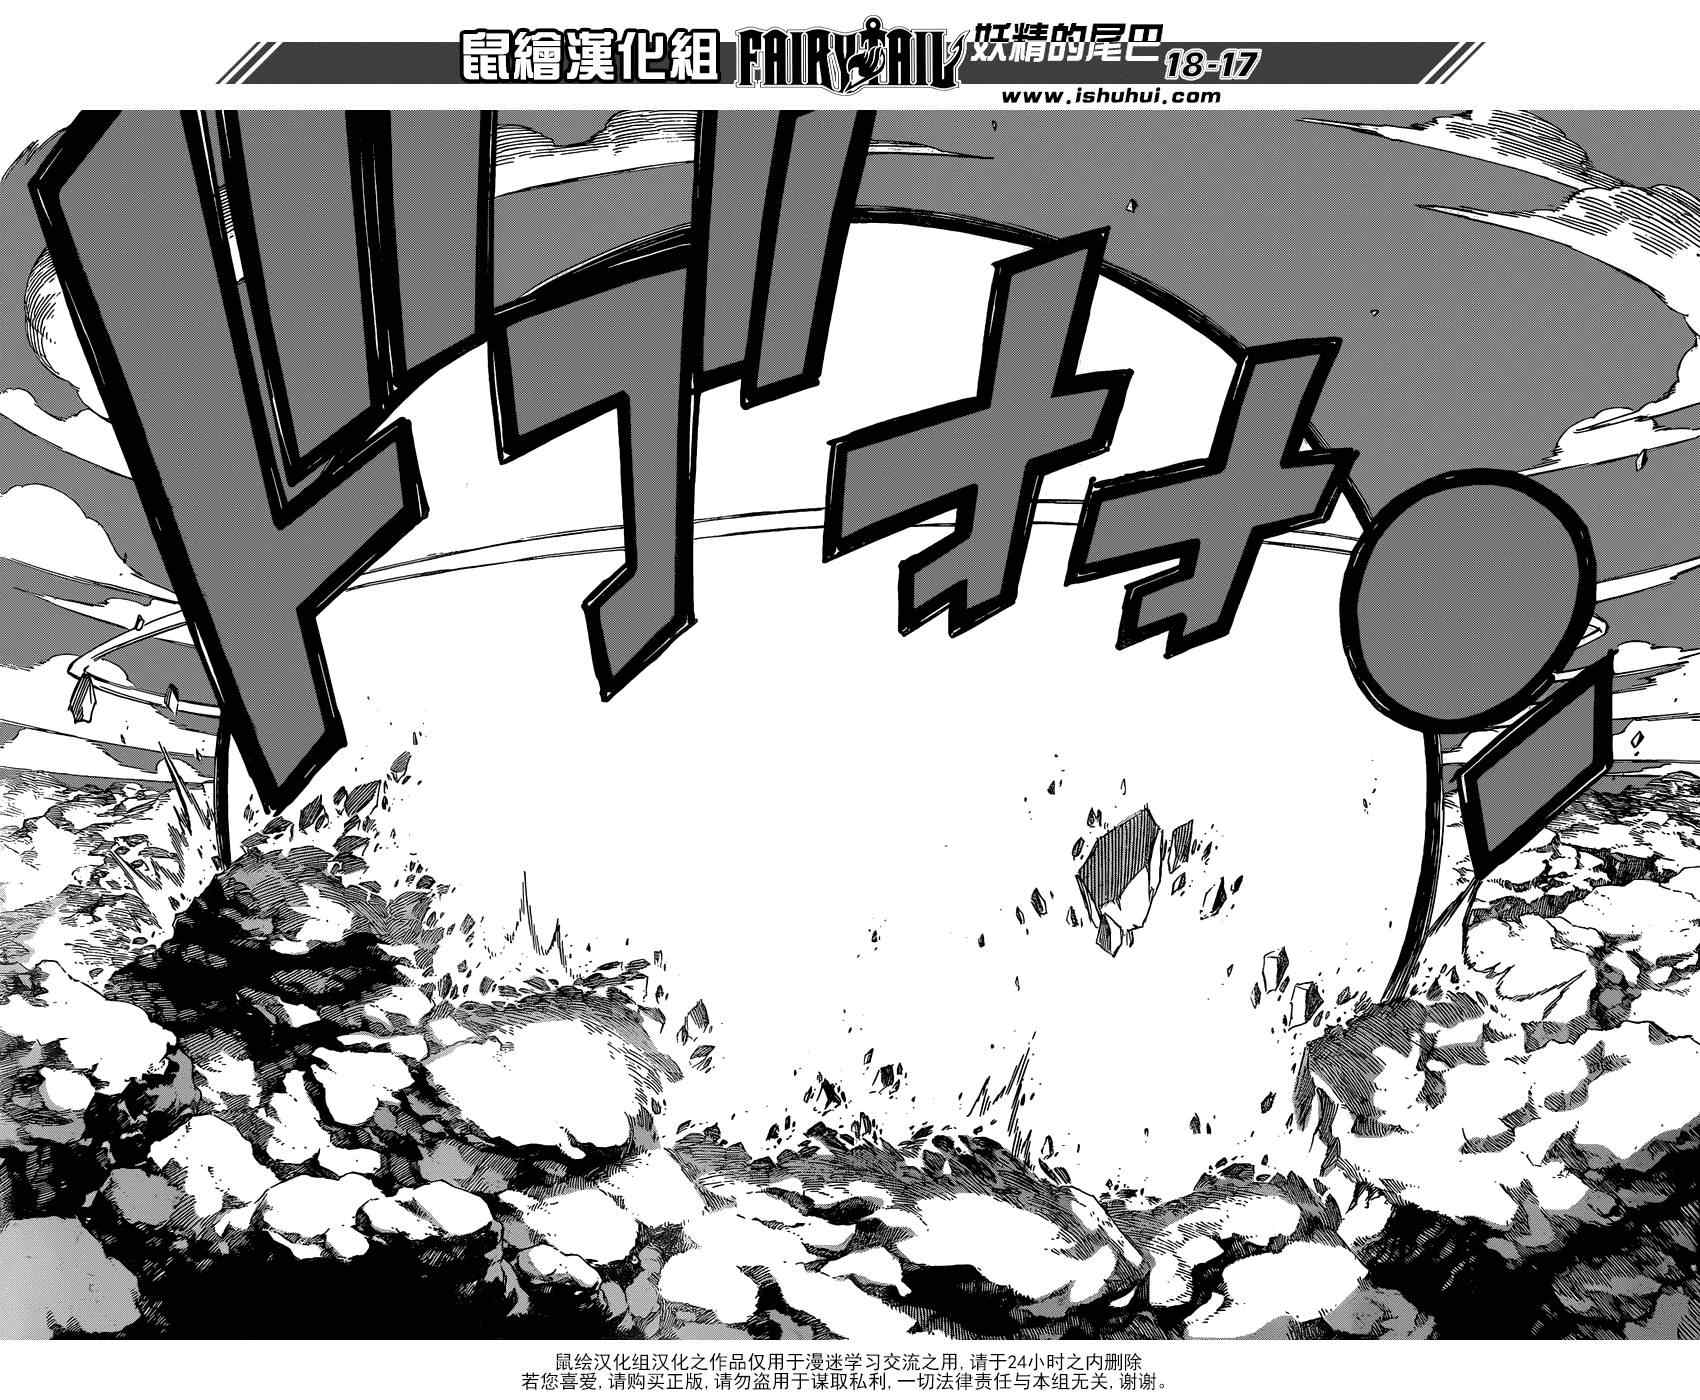 鼠繪漢化組 FAIRY TAIL 妖精的尾巴 18-17
www.ishuhui.com
ドゴォォ。
鼠绘汉化组汉化之作品仅用于漫迷学习交流之用,请于24小时之内删除
若您喜爱,请购买正版,请勿盗用于谋取私利,一切法律责任与本组无关,谢谢。